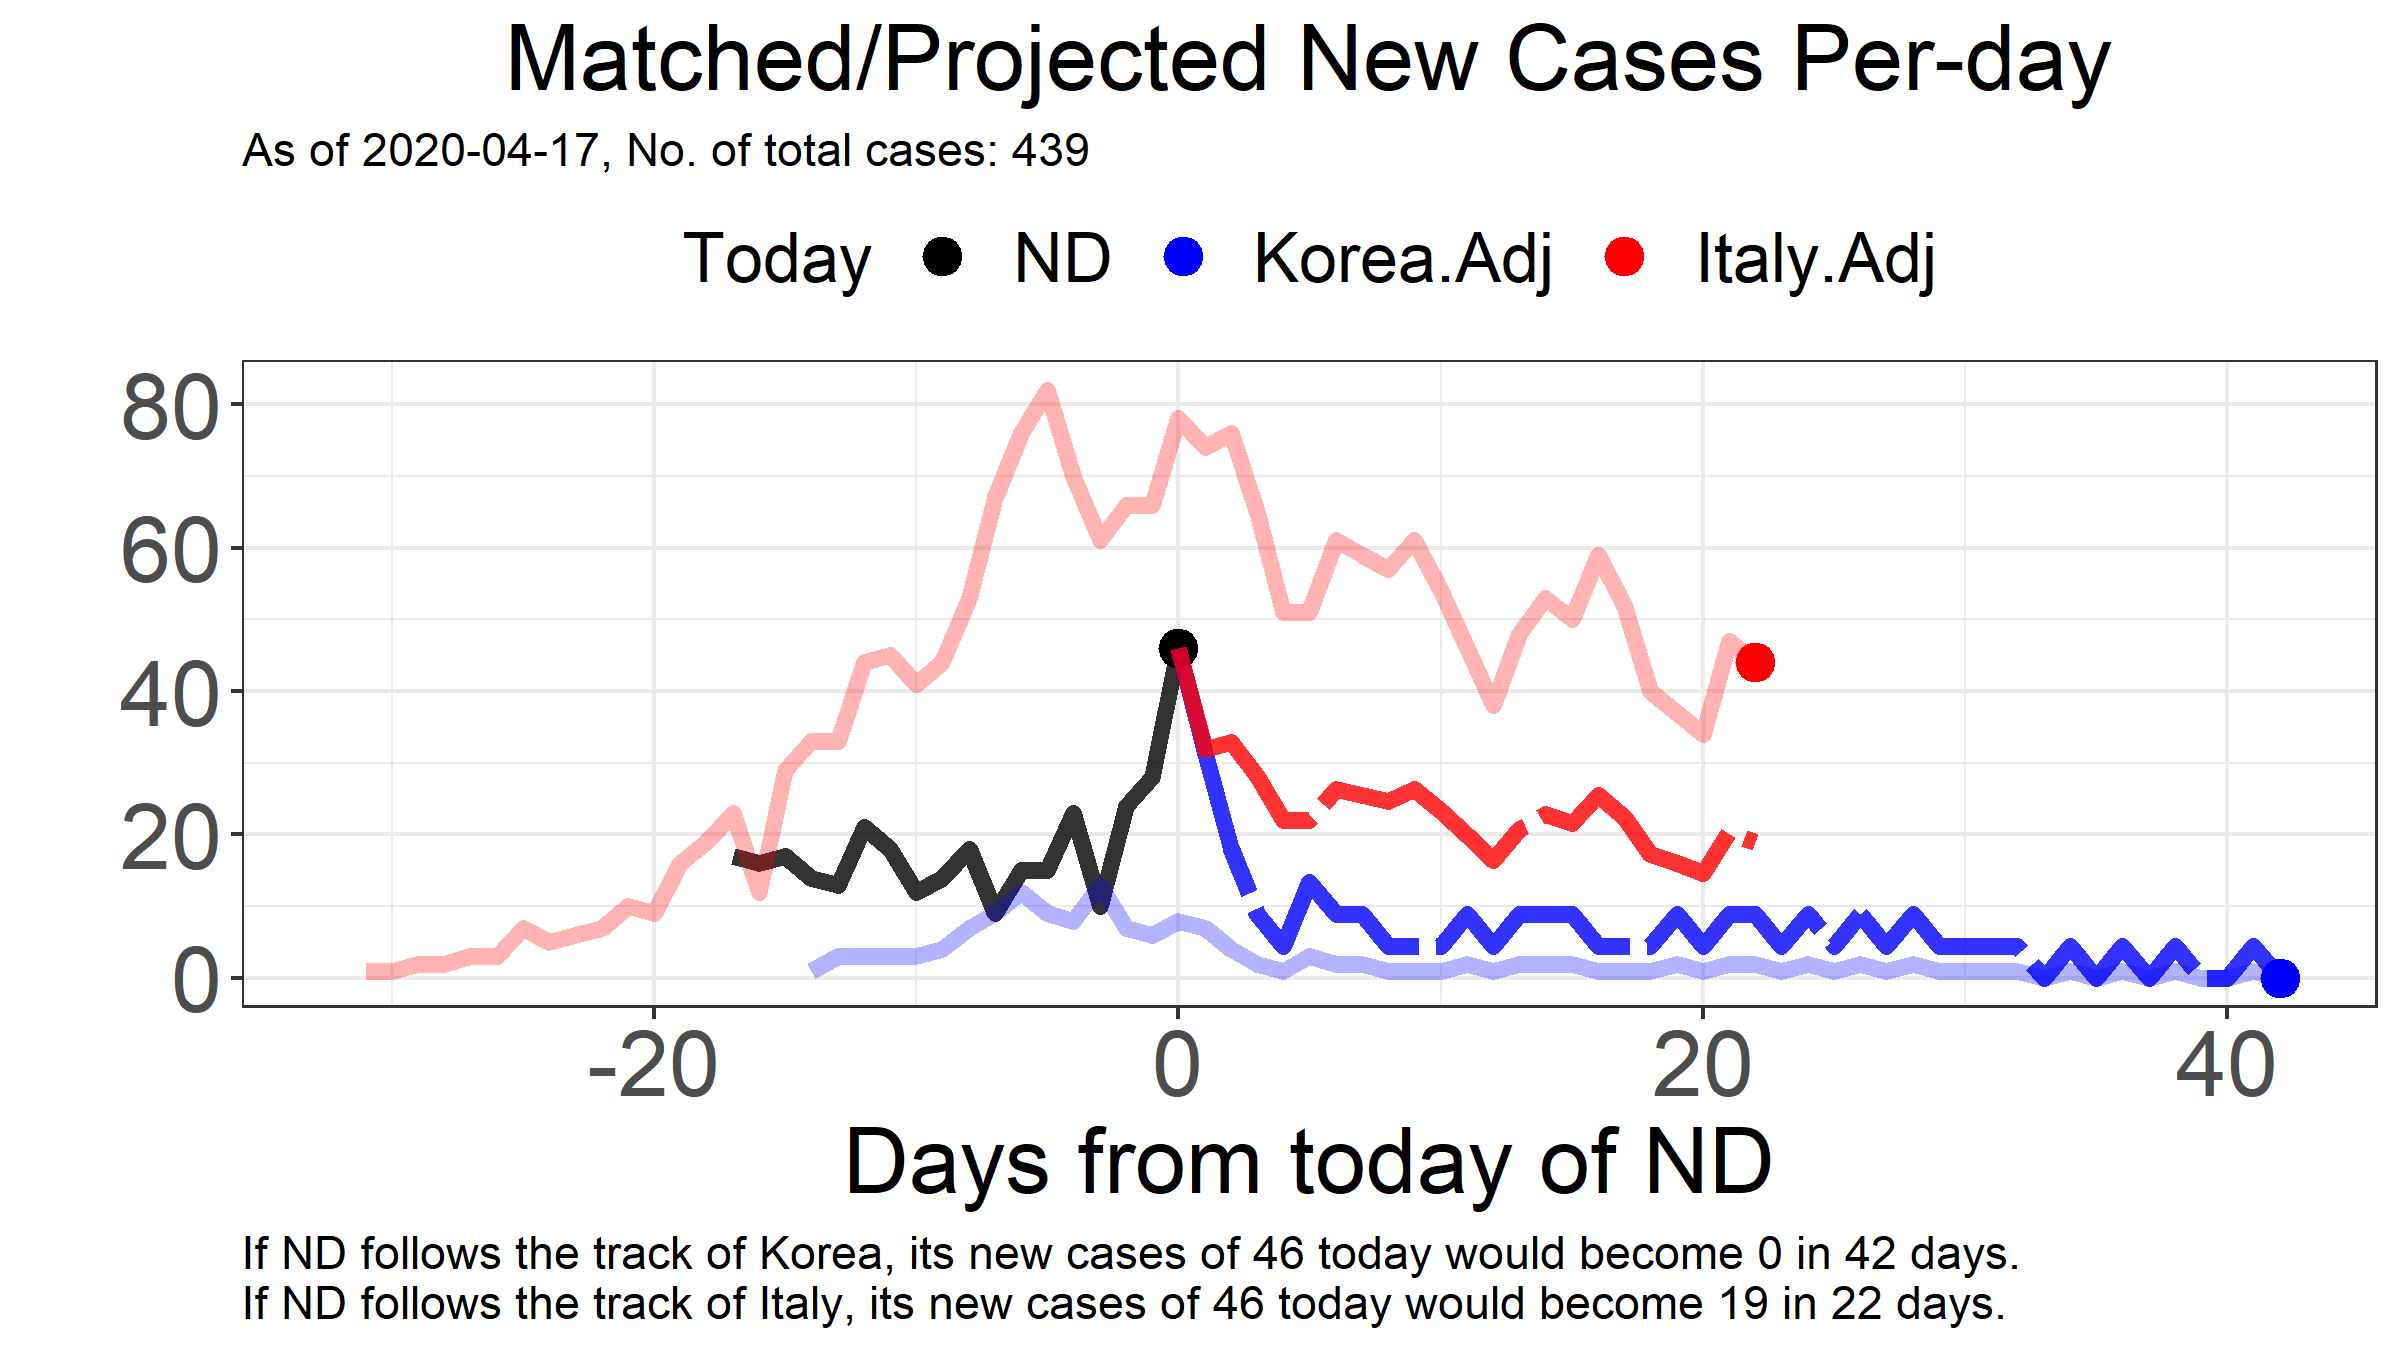 Matched/Projected New Cases Per-day
As of 2020-04-17, No. of total cases: 439
Today ND Korea.Adj Italy.Adj
80
60
40
20
0
-20 0 20 40
Days from today of ND
If ND follows the track of Korea, its new cases of 46 today would become 0 in 42 days.
If ND follows the track of Italy, its new cases of 46 today would become 19 in 22 days.